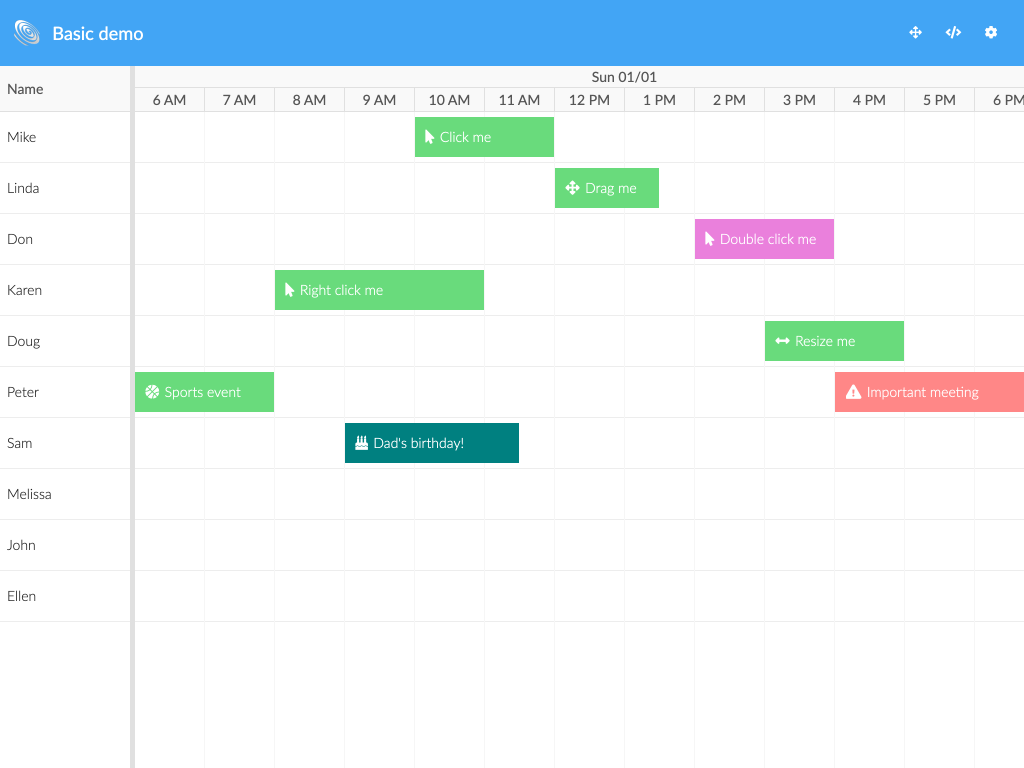 Basic demo
Name
Sun 01/01
6 AM 7 AM 8 AM 9 AM 10 AM 11 AM 12 PM 1 PM 2 PM 3 PM 4 PM 5 PM 6 PM
Mike Click me
Linda Drag me
Don Double click me
Karen Right click me
Doug Resize me
Peter Sports event Important meeting
Sam Dad's birthday!
Melissa
John
Ellen